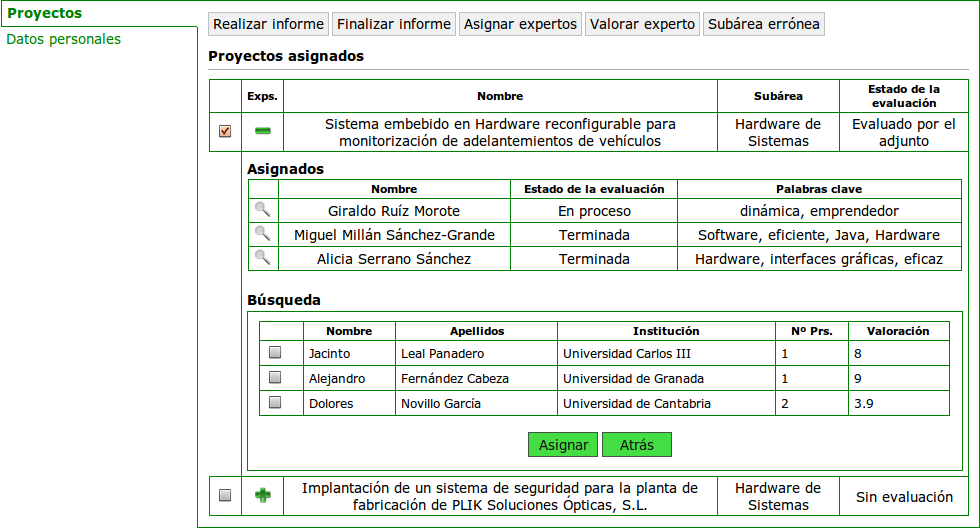 Proyectos
Datos personales
Realizar informe Finalizar informe Asignar expertos Valorar experto Subárea errónea
Proyectos asignados
Exps. Nombre Subárea Estado de la evaluación
Sistema embebido en Hardware reconfigurable para monitorización de adelantemientos de vehículos Hardware de Sistemas Evaluado por el adjunto
Asignados
Nombre Estado de la evaluación Palabras clave
Giraldo Ruíz Morote En proceso dinámica, emprendedor
Miguel Millán Sánchez-Grande Terminada Software, eficiente, Java, Hardware
Alicia Serrano Sánchez Terminada Hardware, interfaces gráficas, eficaz
Búsqueda
Nombre Apellidos Institución Nº Prs. Valoración
Jacinto Leal Panadero Universidad Carlos III 1 8
Alejandro Fernández Cabeza Universidad de Granada 1 9
Dolores Novillo García Universidad de Cantabria 2 3.9
Asignar Atrás
Implantación de un sistema de seguridad para la planta de fabricación de PLIK Soluciones Ópticas, S.L. Hardware de Sistemas Sin evaluación